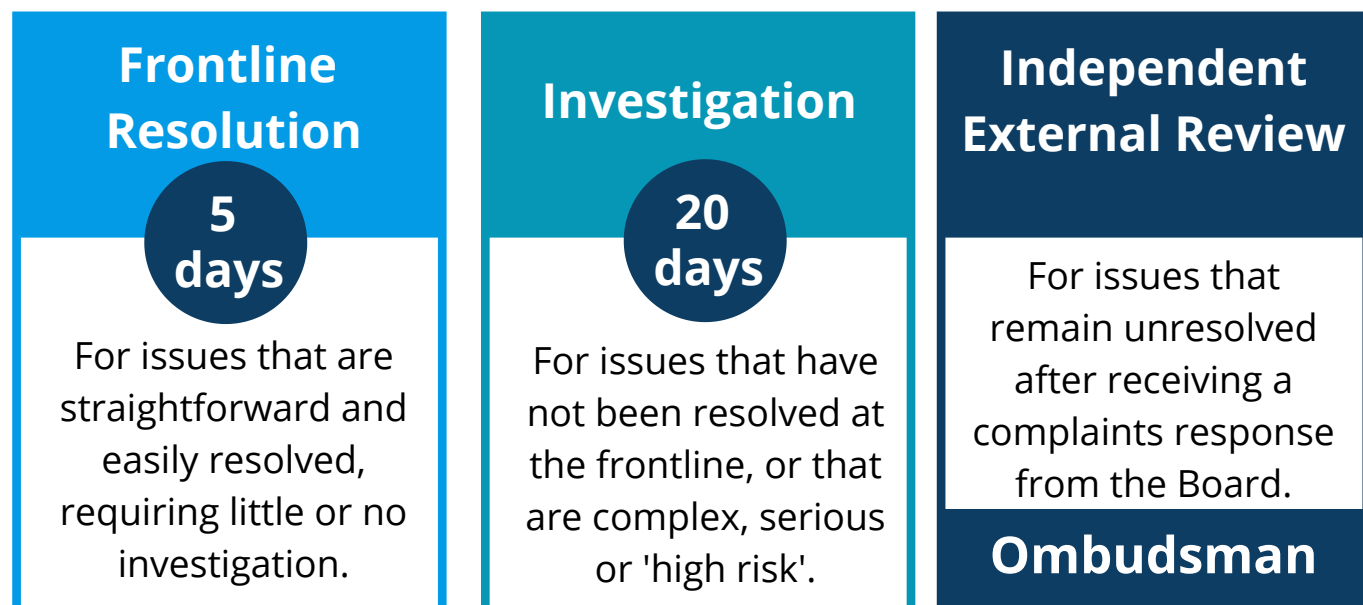 Frontline
Resolution
5
days
For issues that are
straightforward and
easily resolved,
requiring little or no
investigation.
Investigation
20
days
For issues that have
not been resolved at
the frontline, or that
are complex, serious
or 'high risk'.
Independent
External Review
For issues that
remain unresolved
after receiving a
complaints response
from the Board.
Ombudsman